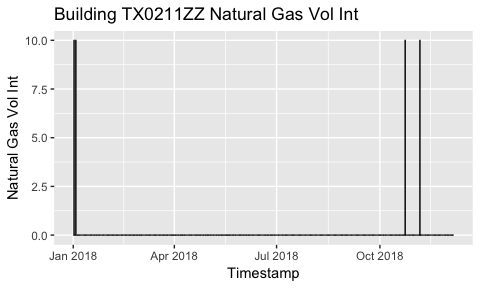 Building TX0211ZZ Natural Gas Vol Int
Natural Gas Vol Int
10.0
7.5
5.0
2.5
0.0
Jan 2018 Apr 2018 Jul 2018 Oct 2018
Timestamp